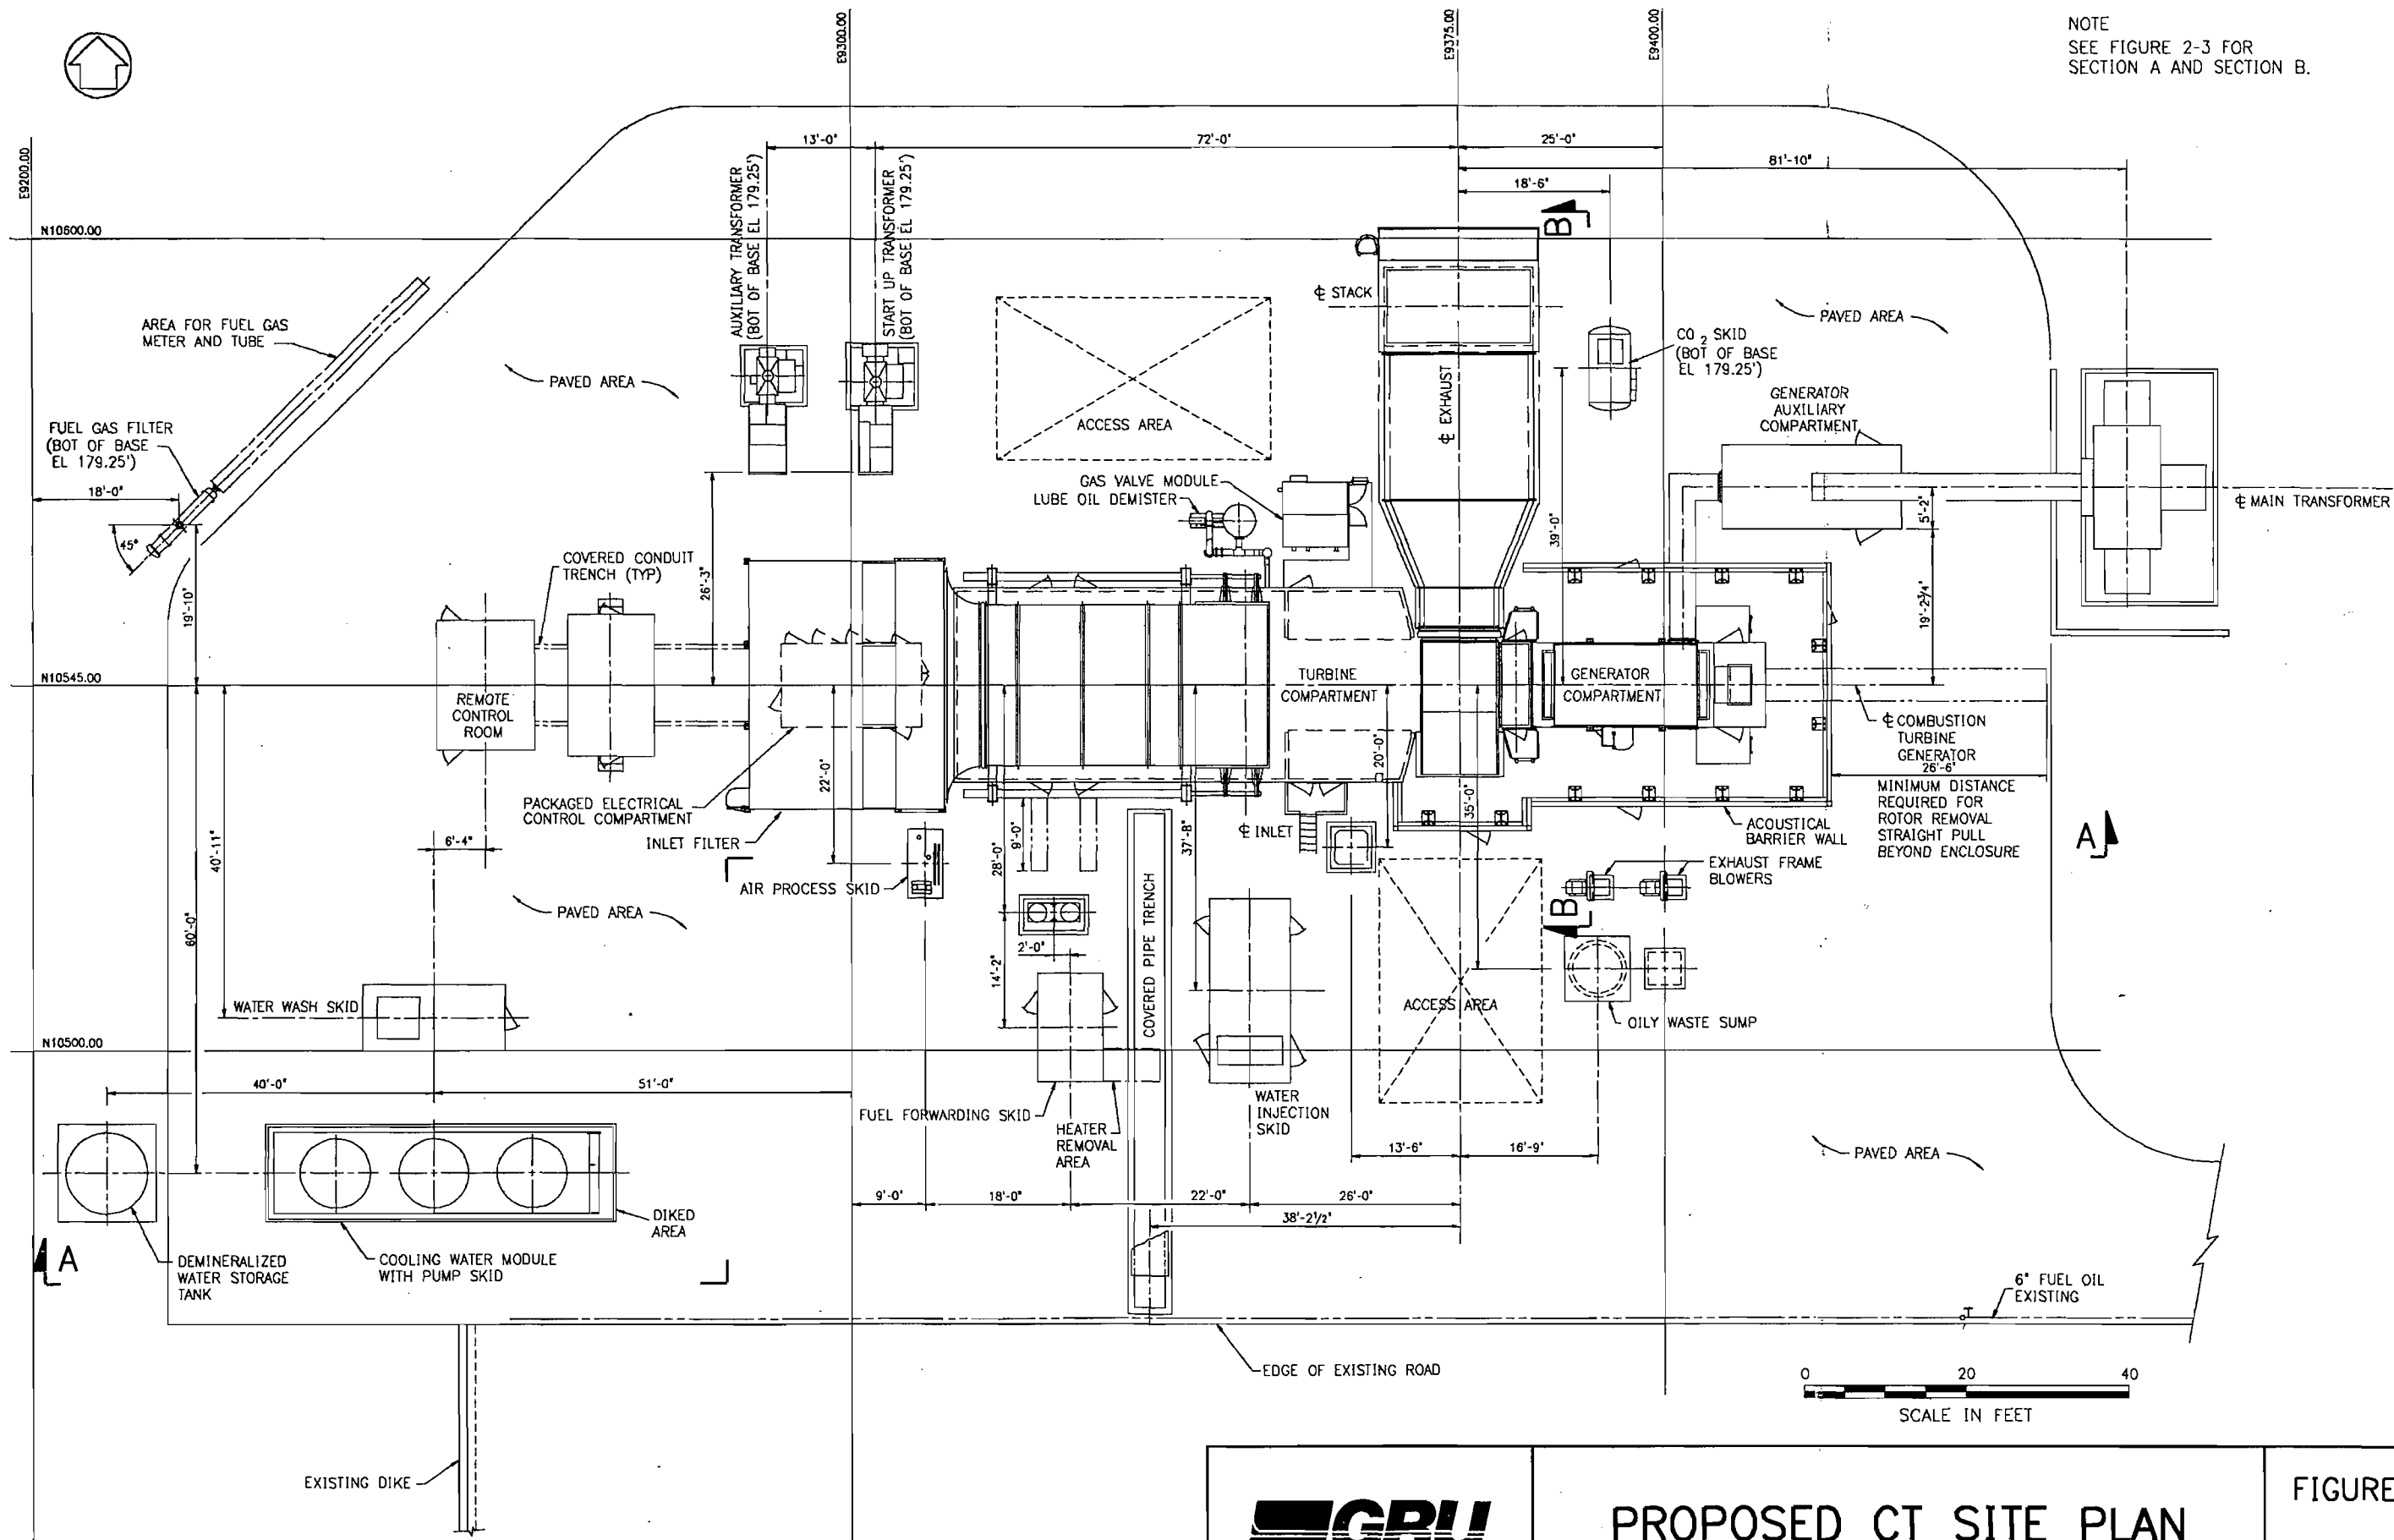 NOTE
SEE FIGURE 2-3 FOR
SECTION A AND SECTION B.
E9200.00
E9300.00
E9375.00
E9400.00
13'-0"
72'-0"
25'-0"
81'-10"
18'-6"
N10600.00
AUXILIARY TRANSFORMER
(BOT OF BASE EL 179.25')
START UP TRANSFORMER
(BOT OF BASE EL 179.25')
B
℄ STACK
AREA FOR FUEL GAS
METER AND TUBE
PAVED AREA
PAVED AREA
CO 2 SKID
(BOT OF BASE
EL 179.25')
℄ EXHAUST
ACCESS AREA
GENERATOR
AUXILIARY
COMPARTMENT
FUEL GAS FILTER
(BOT OF BASE
EL 179.25')
18'-0"
45°
GAS VALVE MODULE
LUBE OIL DEMISTER
5'-2"
℄ MAIN TRANSFORMER
COVERED CONDUIT
TRENCH (TYP)
26'-3"
39'-0"
19'-10"
19'-2¾"
N10545.00
REMOTE
CONTROL
ROOM
TURBINE
COMPARTMENT
GENERATOR
COMPARTMENT
℄ COMBUSTION
TURBINE
GENERATOR
26'-6"
MINIMUM DISTANCE
REQUIRED FOR
ROTOR REMOVAL
STRAIGHT PULL
BEYOND ENCLOSURE
PACKAGED ELECTRICAL
CONTROL COMPARTMENT
INLET FILTER
22'-0"
20'-0"
35'-0"
℄ INLET
ACOUSTICAL
BARRIER WALL
A
6'-4"
40'-11"
9'-0"
28'-0"
37'-8"
AIR PROCESS SKID
EXHAUST FRAME
BLOWERS
PAVED AREA
60'-0"
COVERED PIPE TRENCH
B
2'-0"
14'-2"
WATER WASH SKID
ACCESS AREA
OILY WASTE SUMP
N10500.00
40'-0"
51'-0"
FUEL FORWARDING SKID
HEATER
REMOVAL
AREA
WATER
INJECTION
SKID
13'-6"
16'-9"
PAVED AREA
9'-0"
18'-0"
22'-0"
26'-0"
38'-2½"
DIKED
AREA
A
DEMINERALIZED
WATER STORAGE
TANK
COOLING WATER MODULE
WITH PUMP SKID
6" FUEL OIL
EXISTING
T
EDGE OF EXISTING ROAD
0 20 40
SCALE IN FEET
EXISTING DIKE
GRU
PROPOSED CT SITE PLAN
FIGURE